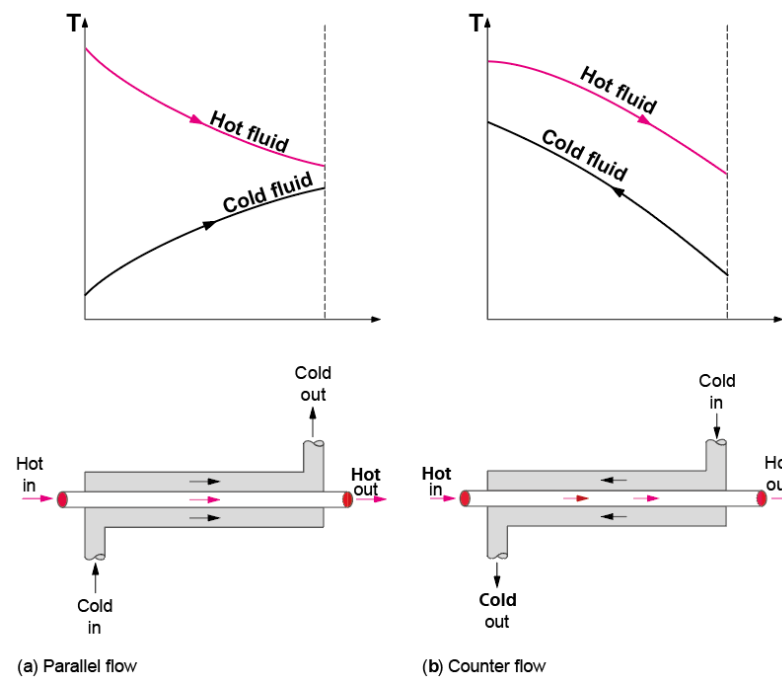 T
Hot fluid
Cold fluid
T
Hot fluid
Cold fluid
Cold
out
Hot
in
Hot
out
Cold
in
(a) Parallel flow
Cold
in
Hot
in
Cold
out
(b) Counter flow